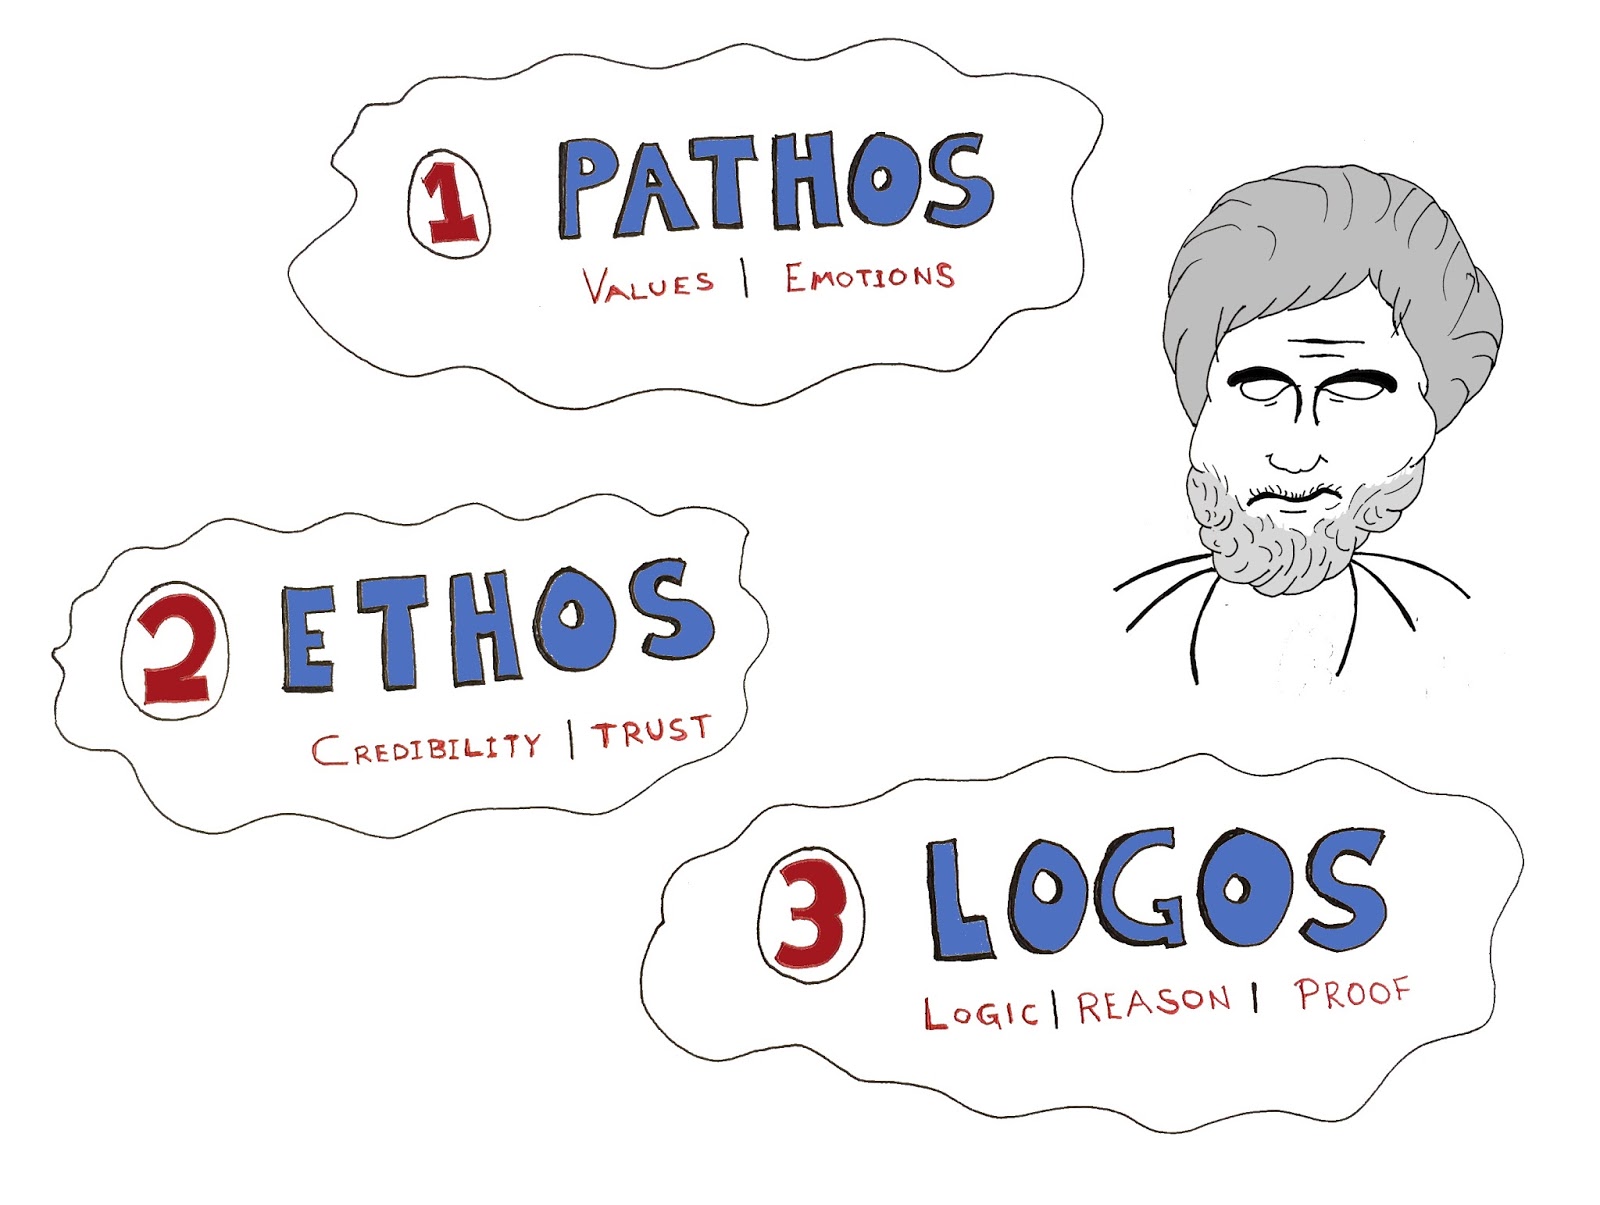 1 PATHOS
VALUES | EMOTIONS
2 ETHOS
CREDIBILITY | TRUST
3 LOGOS
LOGIC | REASON | PROOF